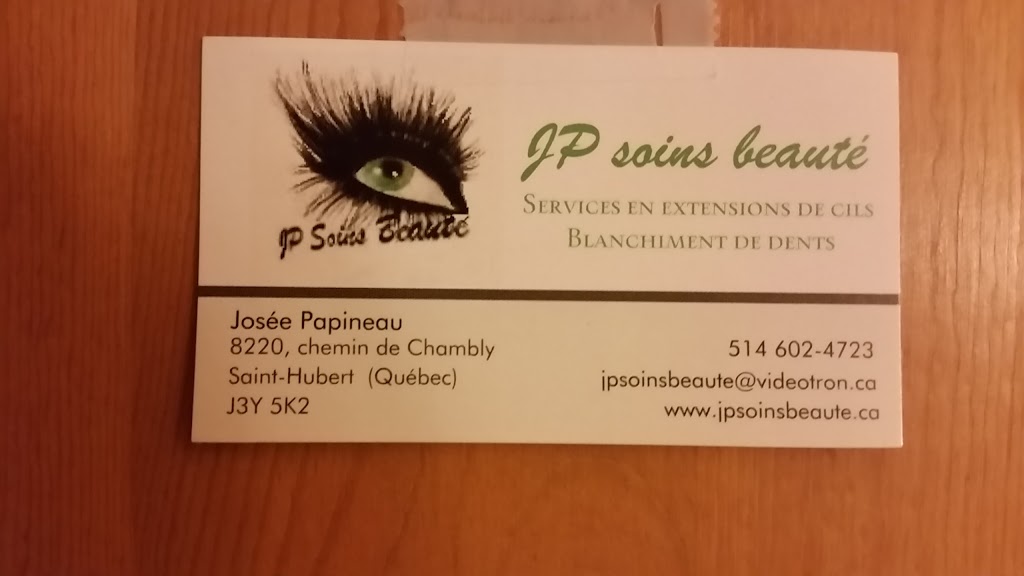 JP Soins Beauté
JP soins beauté
SERVICES EN EXTENSIONS DE CILS
BLANCHIMENT DE DENTS
Josée Papineau
8220, chemin de Chambly
Saint-Hubert (Québec)
J3Y 5K2
514 602-4723
jpsoinsbeaute@videotron.ca
www.jpsoinsbeaute.ca